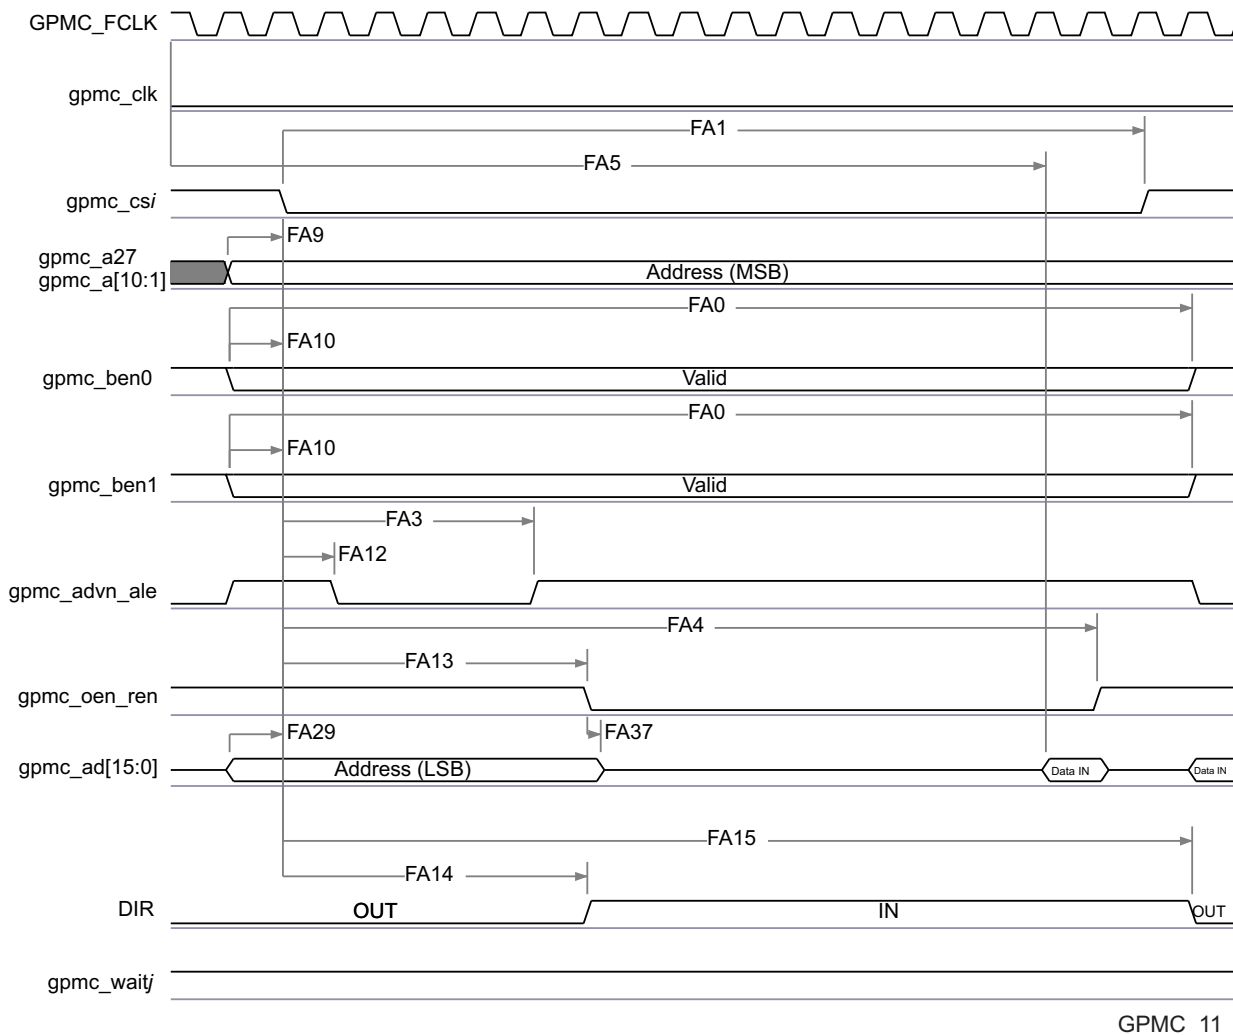 GPMC_FCLK
gpmc_clk
FA1
FA5
gpmc_csi
FA9
gpmc_a27
gpmc_a[10:1]
Address (MSB)
FA0
FA10
gpmc_ben0
Valid
FA0
FA10
gpmc_ben1
Valid
FA3
FA12
gpmc_advn_ale
FA4
FA13
gpmc_oen_ren
FA29
FA37
gpmc_ad[15:0]
Address (LSB)
Data IN
Data IN
FA15
FA14
DIR
OUT
IN
OUT
gpmc_waitj
GPMC_11